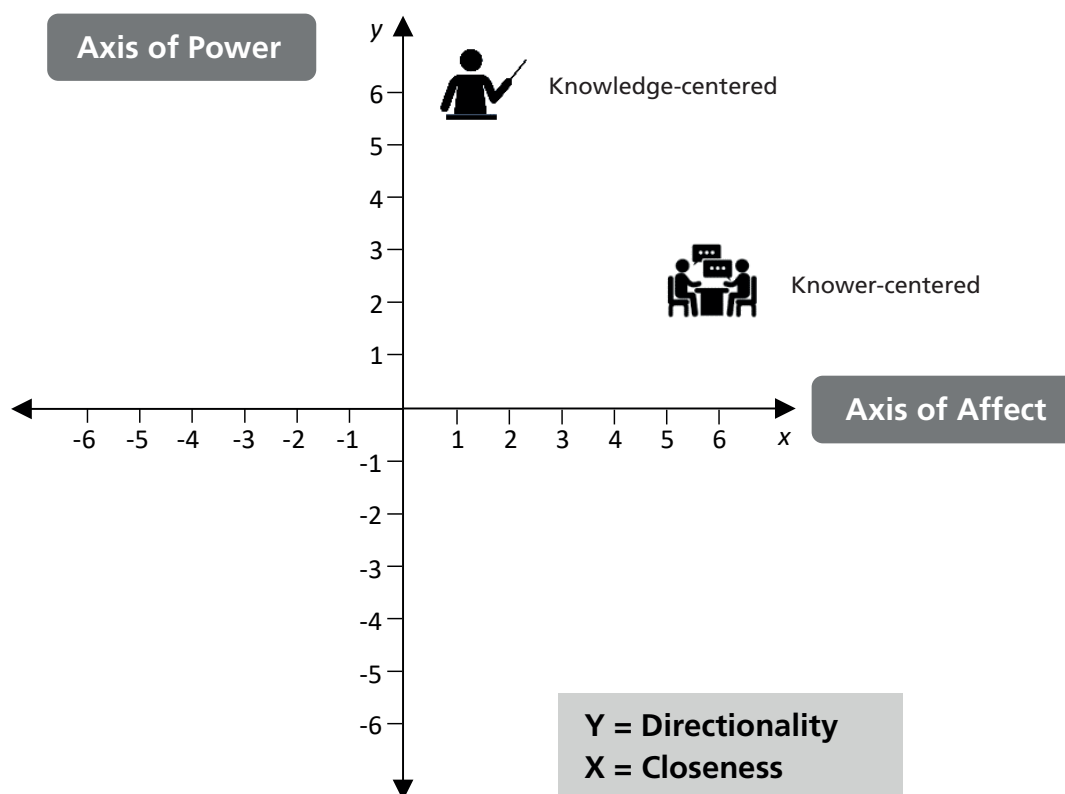 Axis of Power
y
Knowledge-centered
6
5
4
3
Knower-centered
2
1
Axis of Affect
-6 -5 -4 -3 -2 -1 1 2 3 4 5 6 x
-1
-2
-3
-4
-5
-6
Y = Directionality
X = Closeness